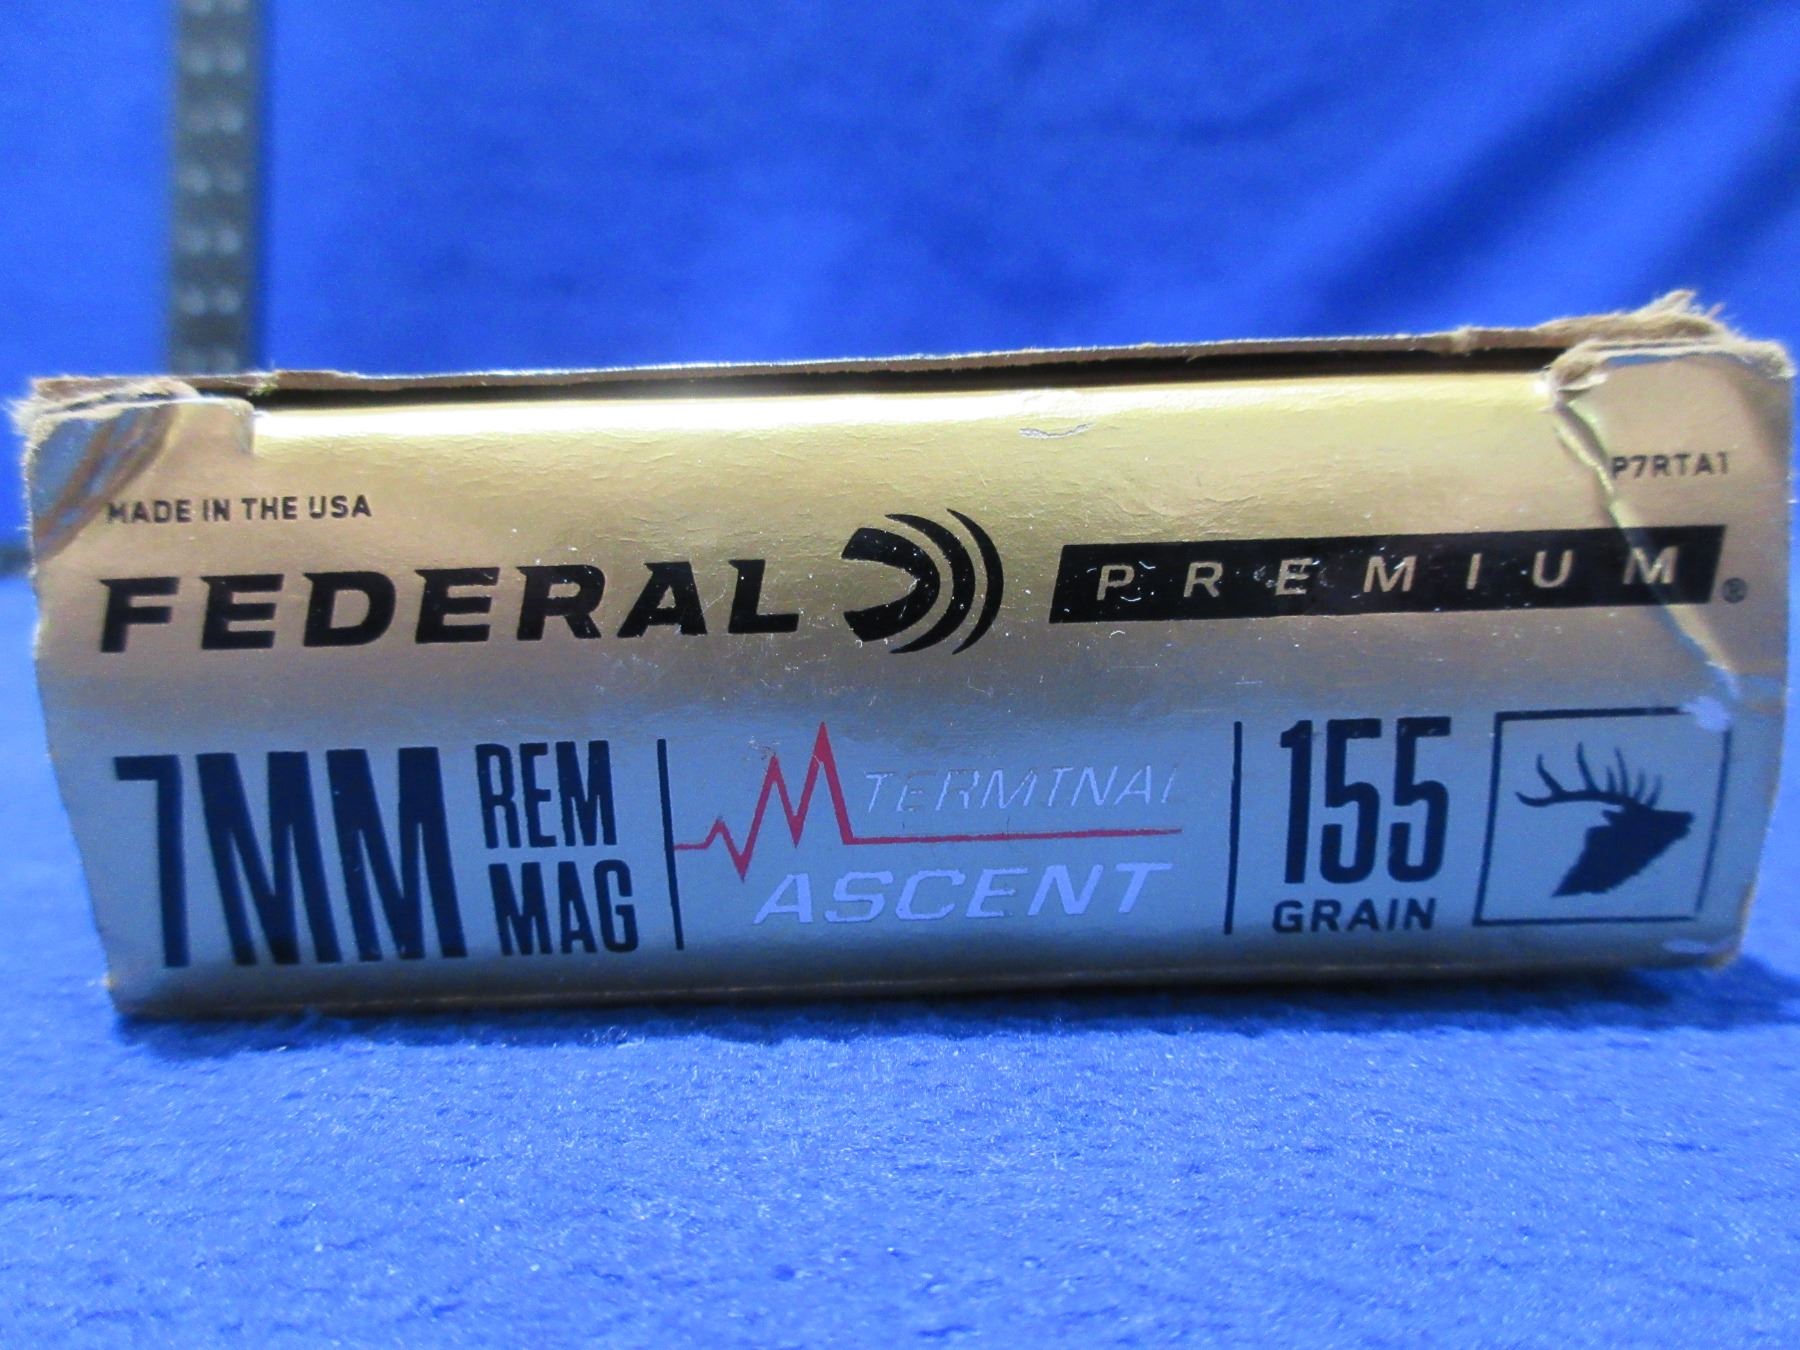 MADE IN THE USA
P7RTA1
FEDERAL PREMIUM®
7MM REM MAG
TERMINAL ASCENT
155 GRAIN